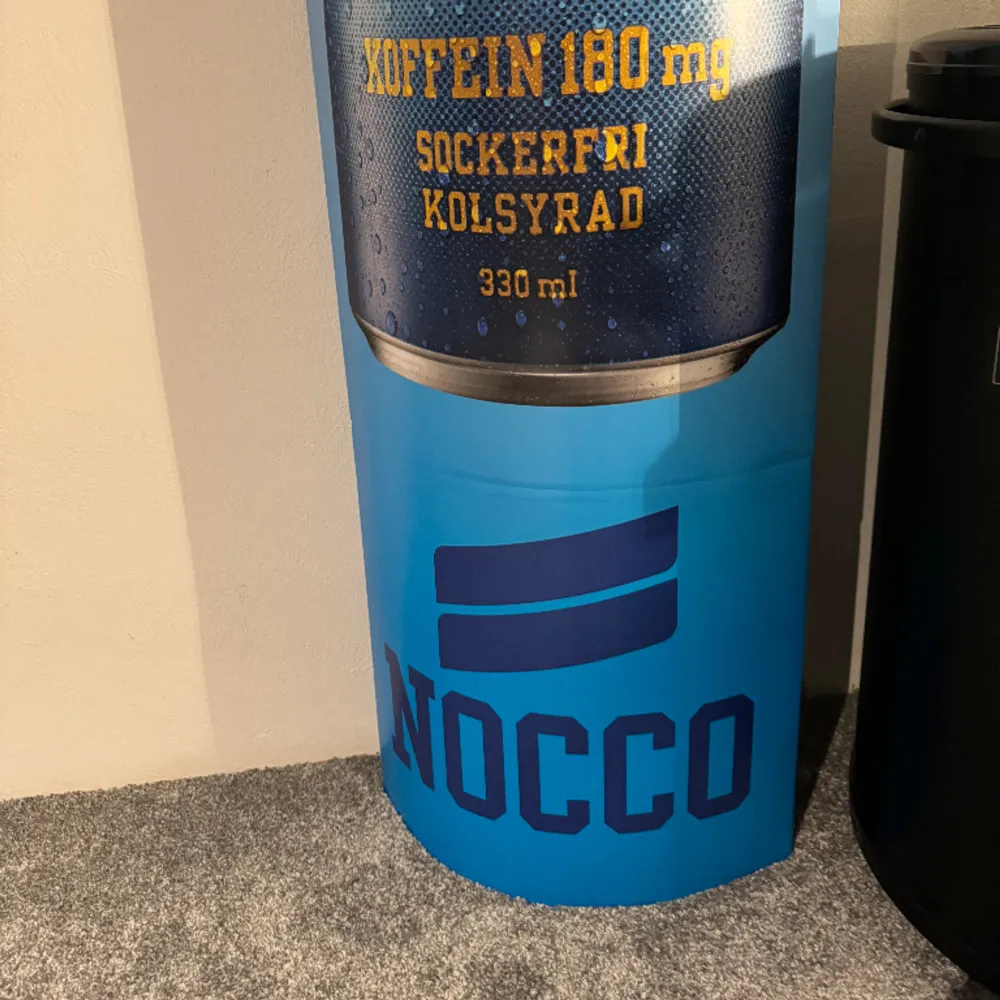 KOFFEIN 180 mg
SOCKERFRI
KOLSYRAD
330 ml
NOCCO